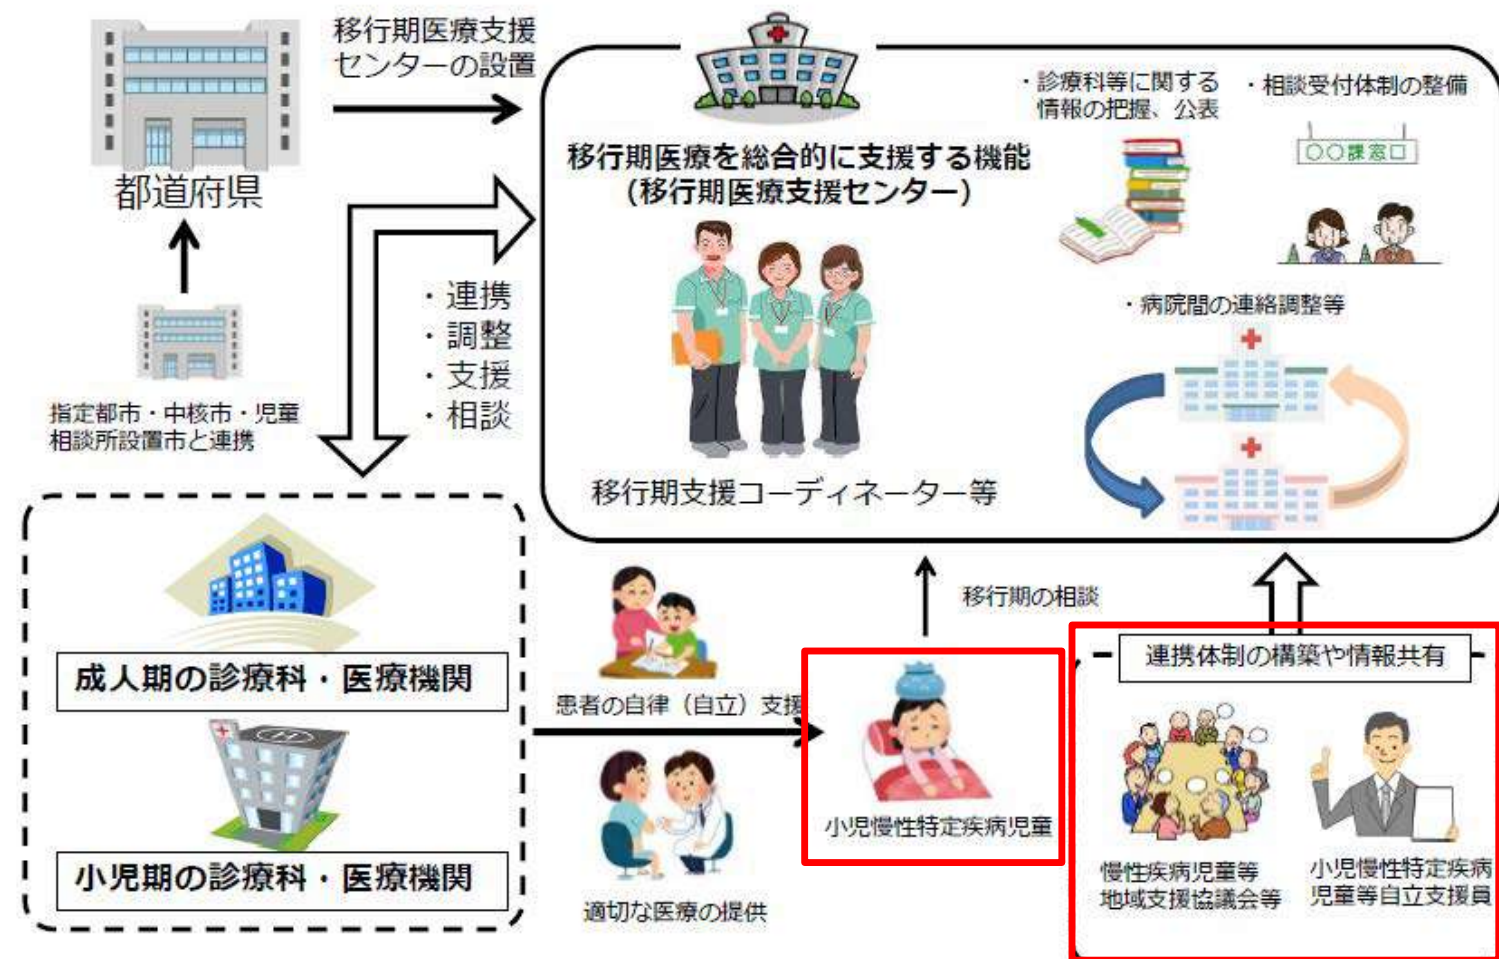 移行期医療支援
センターの設置
都道府県
指定都市・中核市・児童
相談所設置市と連携
・連携
・調整
・支援
・相談
移行期医療を総合的に支援する機能
(移行期医療支援センター)
・診療科等に関する
情報の把握、公表
・相談受付体制の整備
〇〇課窓口
・病院間の連絡調整等
移行期支援コーディネーター等
成人期の診療科・医療機関
小児期の診療科・医療機関
患者の自律（自立）支援
適切な医療の提供
移行期の相談
小児慢性特定疾病児童
連携体制の構築や情報共有
慢性疾病児童等
地域支援協議会等
小児慢性特定疾病
児童等自立支援員
H